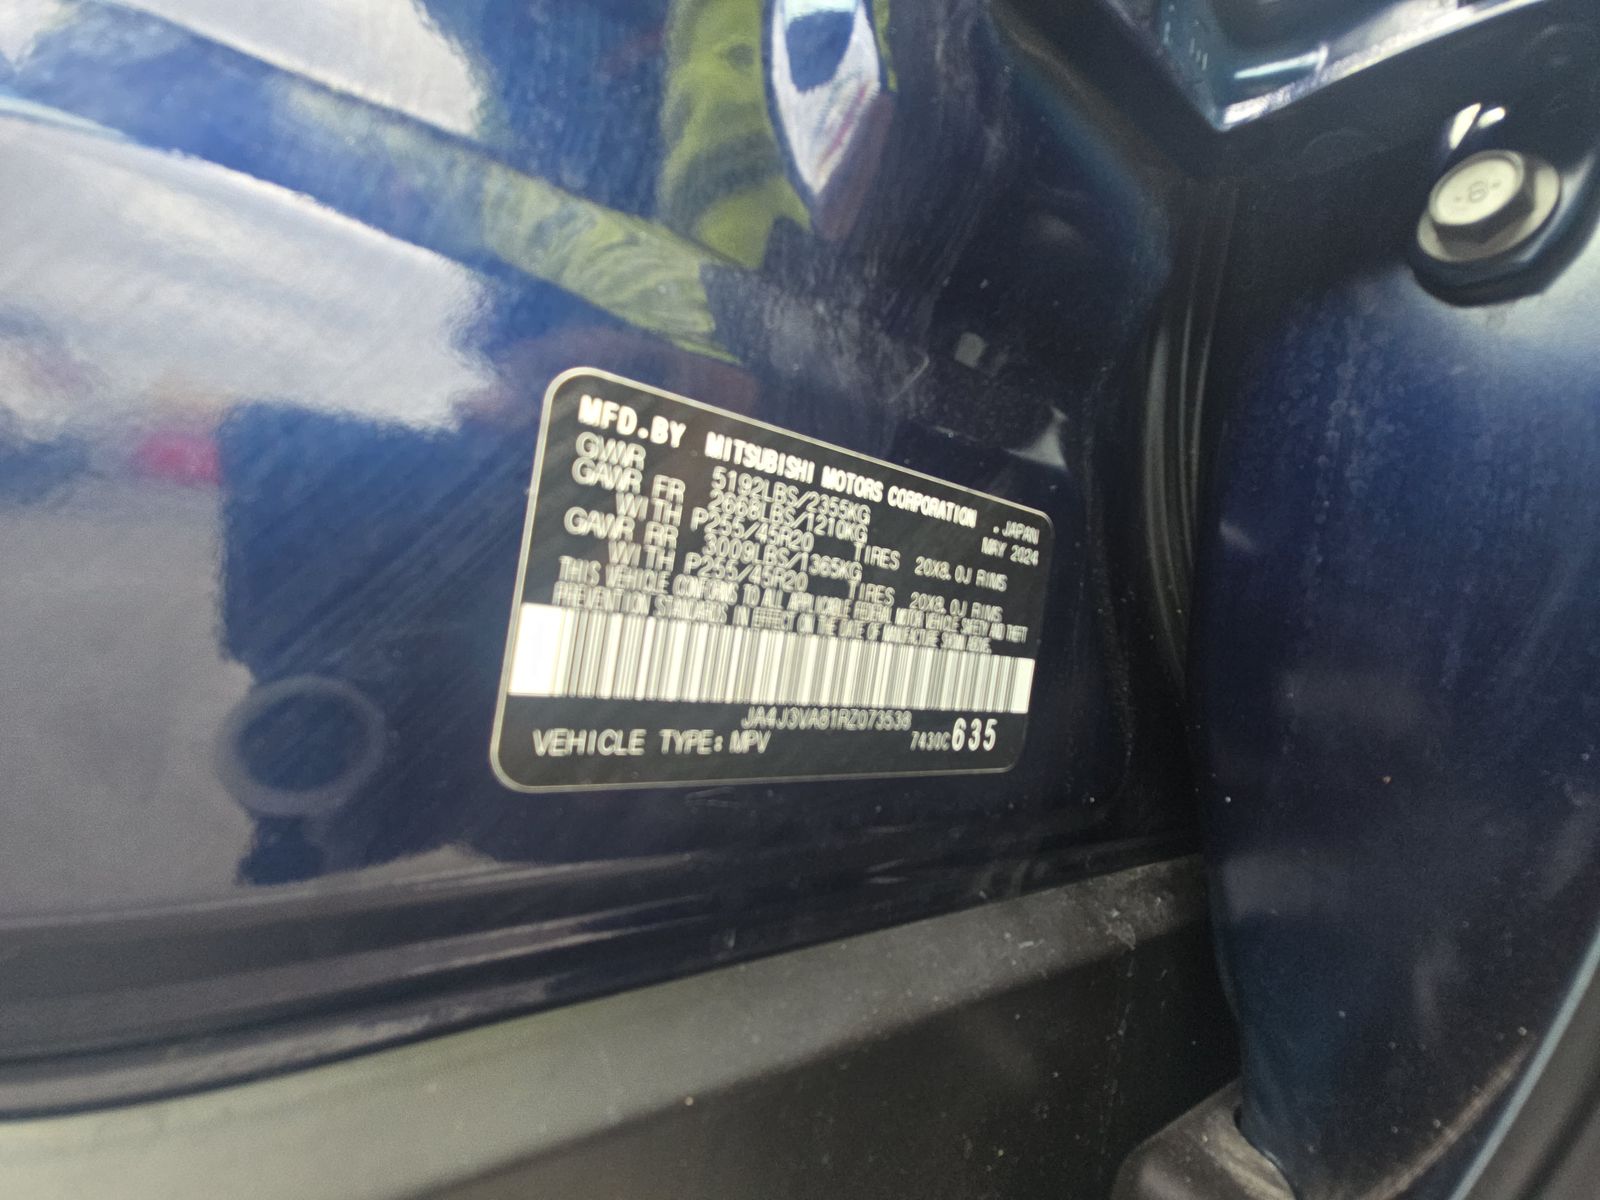 MFD.BY MITSUBISHI MOTORS CORPORATION .JAPAN
GVWR 5192LBS/2355KG MAY 2024
GAWR FR 2668LBS/1210KG
WITH P255/45R20 TIRES 20X8.0J RIMS
GAWR RR 3009LBS/1365KG
WITH P255/45R20 TIRES 20X8.0J RIMS
THIS VEHICLE CONFORMS TO ALL APPLICABLE FEDERAL MOTOR VEHICLE SAFETY AND THEFT
PREVENTION STANDARDS IN EFFECT ON THE DATE OF MANUFACTURE SHOWN ABOVE.
JA4J3VA81RZ073538
VEHICLE TYPE: MPV 7430C 635